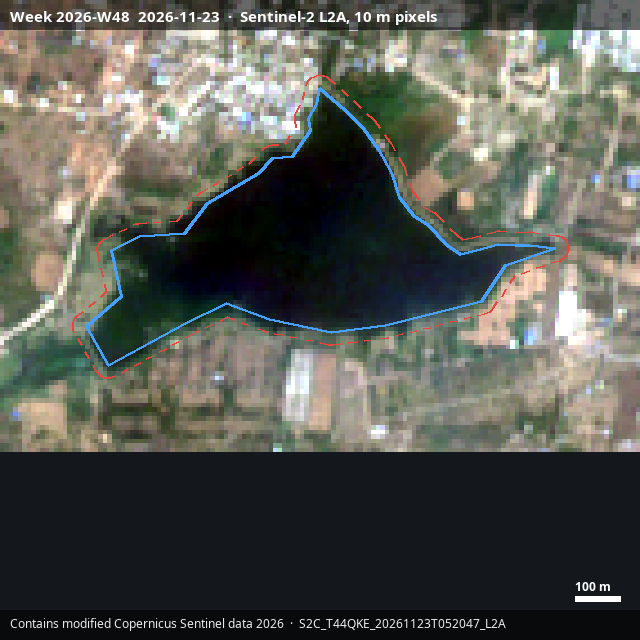 Week 2026-W48 2026-11-23 · Sentinel-2 L2A, 10 m pixels
100 m
Contains modified Copernicus Sentinel data 2026 · S2C_T44QKE_20261123T052047_L2A